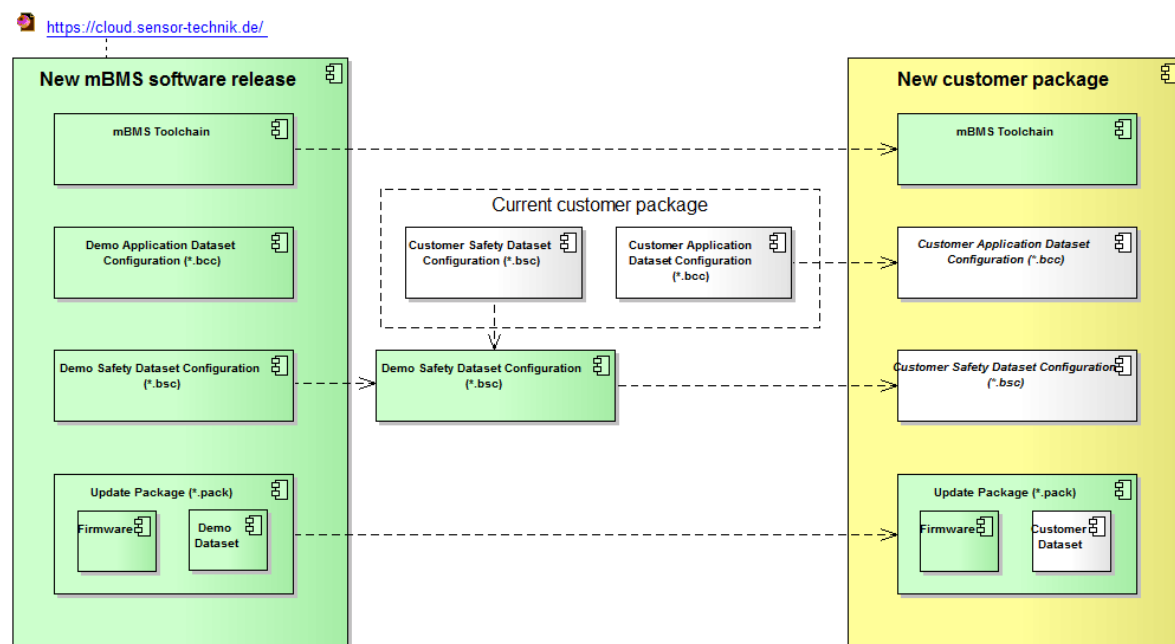 https://cloud.sensor-technik.de/
New mBMS software release
mBMS Toolchain
Demo Application Dataset
Configuration (*.bcc)
Demo Safety Dataset Configuration
(*.bsc)
Update Package (*.pack)
Firmware
Demo
Dataset
Current customer package
Customer Safety Dataset
Configuration (*.bsc)
Customer Application
Dataset Configuration
(*.bcc)
Demo Safety Dataset Configuration
(*.bsc)
New customer package
mBMS Toolchain
Customer Application Dataset
Configuration (*.bcc)
Customer Safety Dataset Configuration
(*.bsc)
Update Package (*.pack)
Firmware
Customer
Dataset